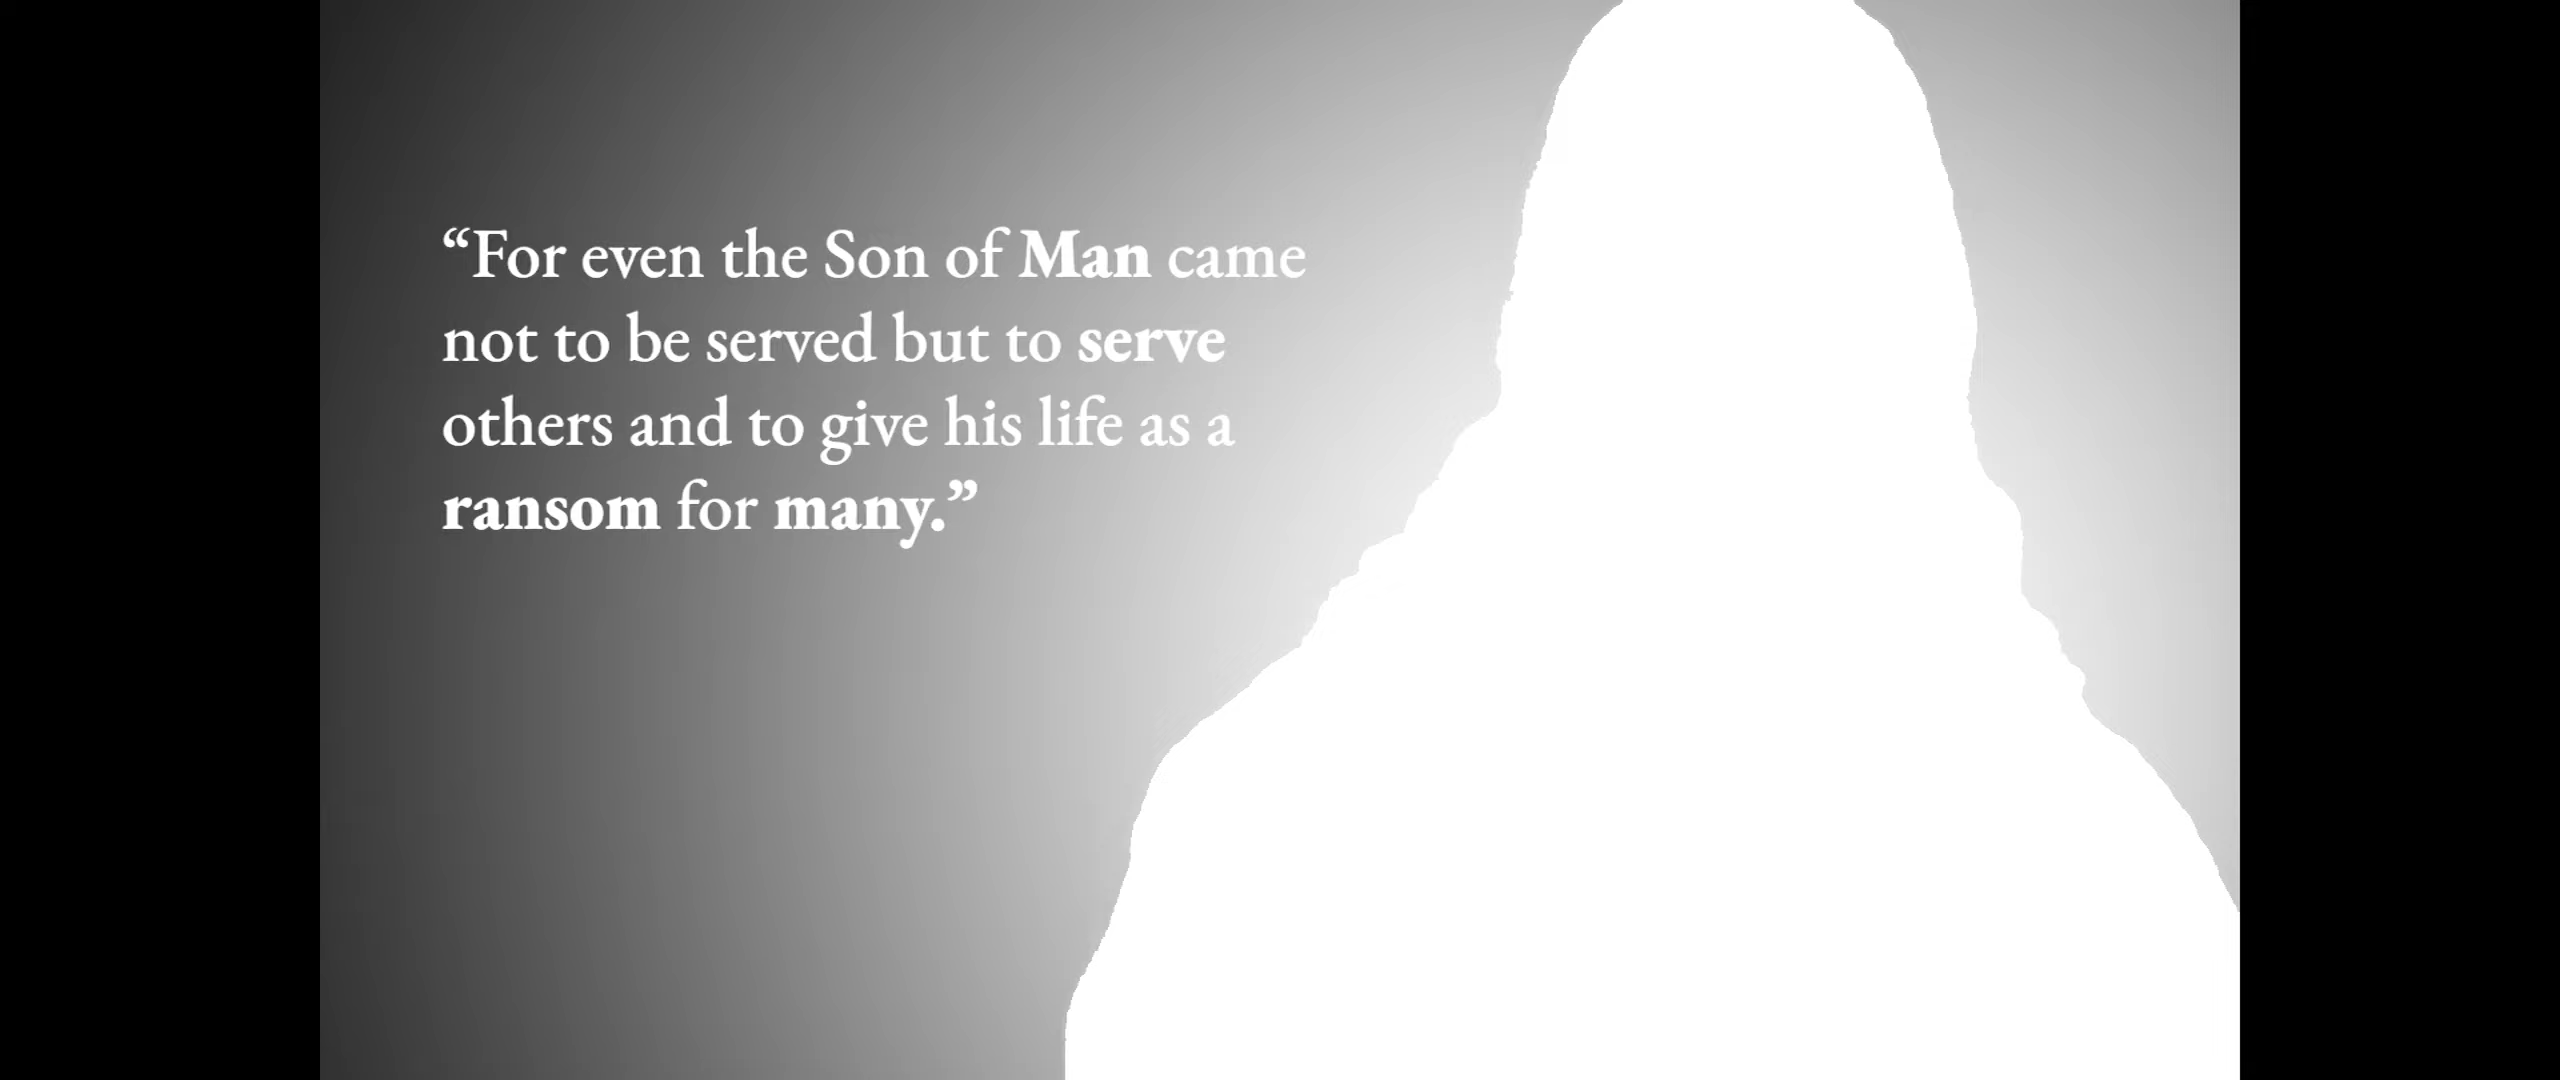 “For even the Son of Man came
not to be served but to serve
others and to give his life as a
ransom for many.”